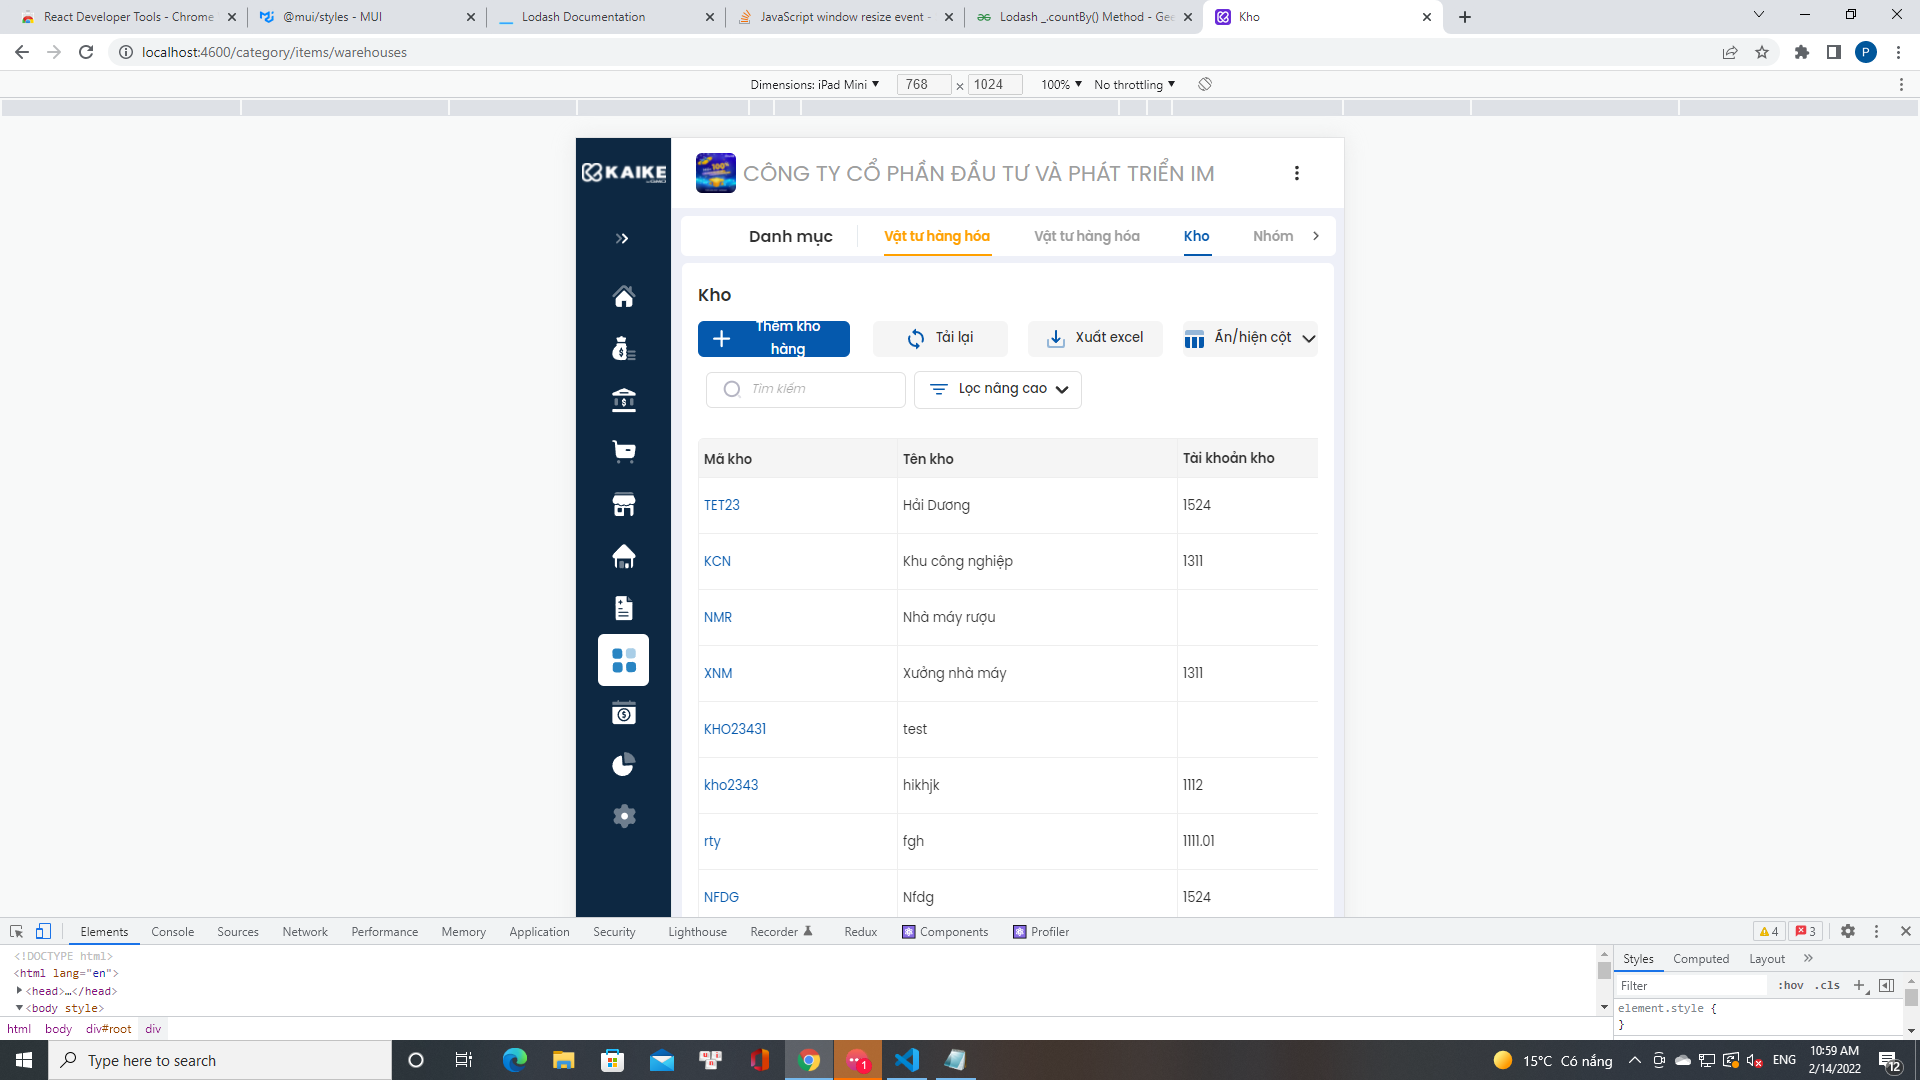 React Developer Tools - Chrome
@mui/styles - MUI
Lodash Documentation
JavaScript window resize event -
Lodash _.countBy() Method - Gee
Kho
localhost:4600/category/items/warehouses
P
Dimensions: iPad Mini
768 × 1024
100%
No throttling
KAIKE
CÔNG TY CỔ PHẦN ĐẦU TƯ VÀ PHÁT TRIỂN IM
Danh mục
Vật tư hàng hóa
Vật tư hàng hóa
Kho
Nhóm
Kho
Thêm kho
hàng
Tải lại
Xuất excel
Ẩn/hiện cột
Tìm kiếm
Lọc nâng cao
Mã kho Tên kho Tài khoản kho
TET23 Hải Dương 1524
KCN Khu công nghiệp 1311
NMR Nhà máy rượu
XNM Xưởng nhà máy 1311
KHO23431 test
kho2343 hikhjk 1112
rty fgh 1111.01
NFDG Nfdg 1524
Elements Console Sources Network Performance Memory Application Security Lighthouse Recorder Redux Components Profiler
4
3
<!DOCTYPE html>
<html lang="en">
<head>…</head>
<body style>
html body div#root div
Styles Computed Layout »
Filter :hov .cls
element.style {
}
Type here to search
1
15°C Có nắng
ENG
10:59 AM
2/14/2022
12